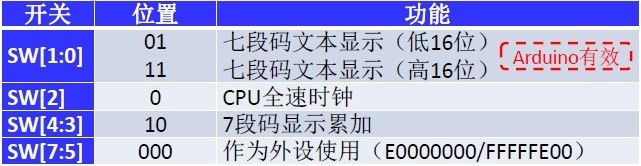 开关 位置 功能
SW[1:0] 01 七段码文本显示（低16位）
11 七段码文本显示（高16位）
Arduino有效
SW[2] 0 CPU全速时钟
SW[4:3] 10 7段码显示累加
SW[7:5] 000 作为外设使用（E0000000/FFFFFE00）